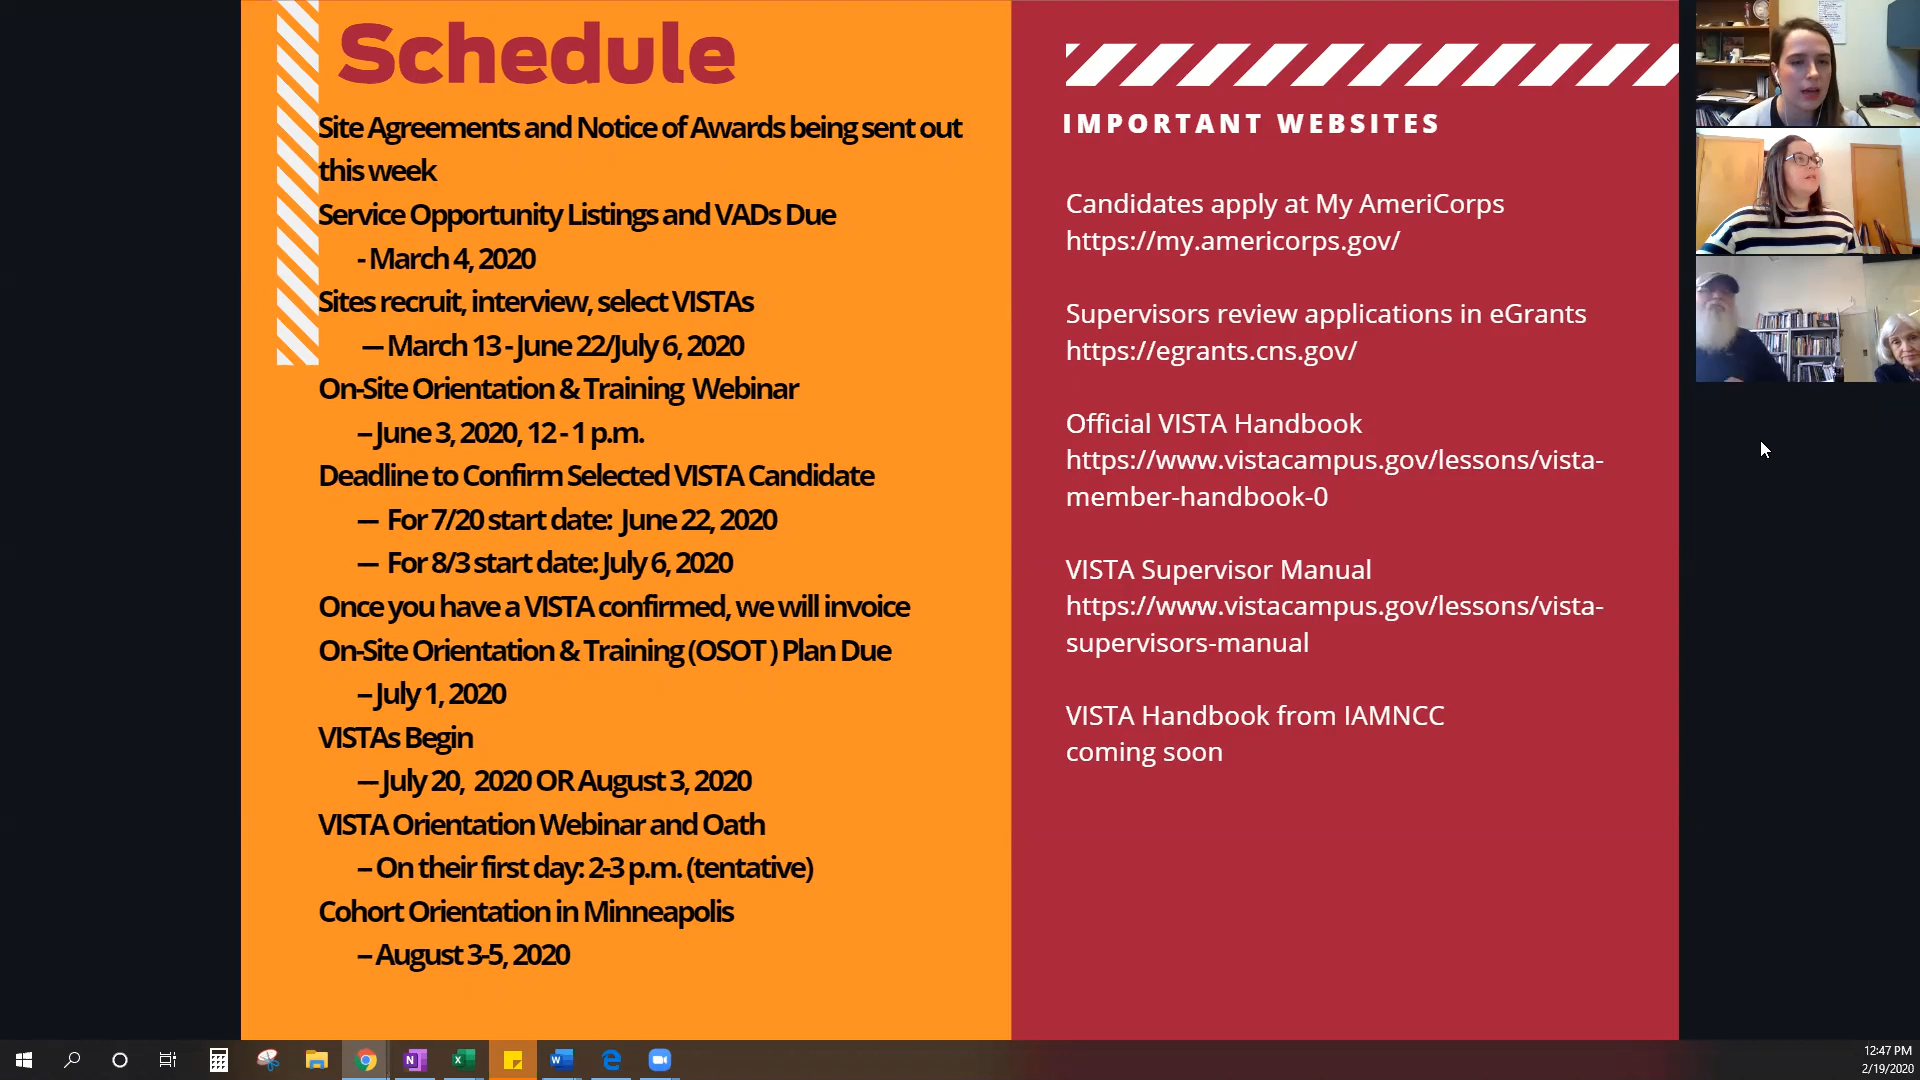 Schedule
Site Agreements and Notice of Awards being sent out
this week
Service Opportunity Listings and VADs Due
- March 4, 2020
Sites recruit, interview, select VISTAs
-- March 13 - June 22/July 6, 2020
On-Site Orientation & Training Webinar
-- June 3, 2020, 12 - 1 p.m.
Deadline to Confirm Selected VISTA Candidate
-- For 7/20 start date: June 22, 2020
-- For 8/3 start date: July 6, 2020
Once you have a VISTA confirmed, we will invoice
On-Site Orientation & Training (OSOT ) Plan Due
-- July 1, 2020
VISTAs Begin
-- July 20, 2020 OR August 3, 2020
VISTA Orientation Webinar and Oath
-- On their first day: 2-3 p.m. (tentative)
Cohort Orientation in Minneapolis
-- August 3-5, 2020
IMPORTANT WEBSITES
Candidates apply at My AmeriCorps
https://my.americorps.gov/
Supervisors review applications in eGrants
https://egrants.cns.gov/
Official VISTA Handbook
https://www.vistacampus.gov/lessons/vista-
member-handbook-0
VISTA Supervisor Manual
https://www.vistacampus.gov/lessons/vista-
supervisors-manual
VISTA Handbook from IAMNCC
coming soon
12:47 PM
2/19/2020